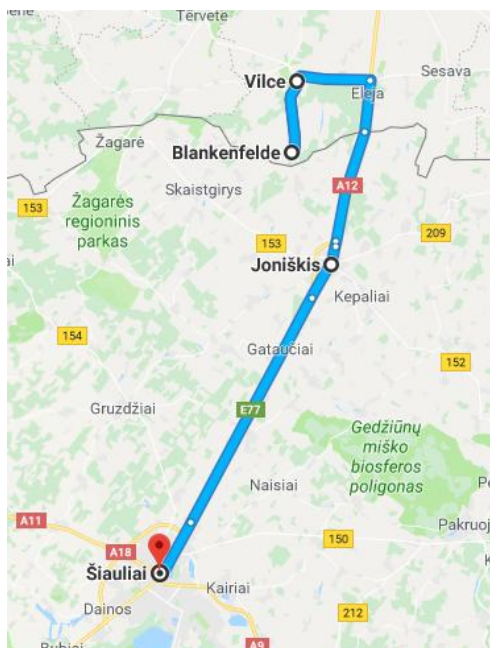 Tērvete
Vilce
Sesava
Eleja
Žagarė
Blankenfelde
Skaistgirys
A12
153
Žagarės
regioninis
parkas
153
209
Joniškis
Kepaliai
154
Gataučiai
152
Gruzdžiai
E77
Gedžiūnų
miško
biosferos
poligonas
Naisiai
A11
Pakruoj
150
A18
Šiauliai
Kairiai
Dainos
212
A9